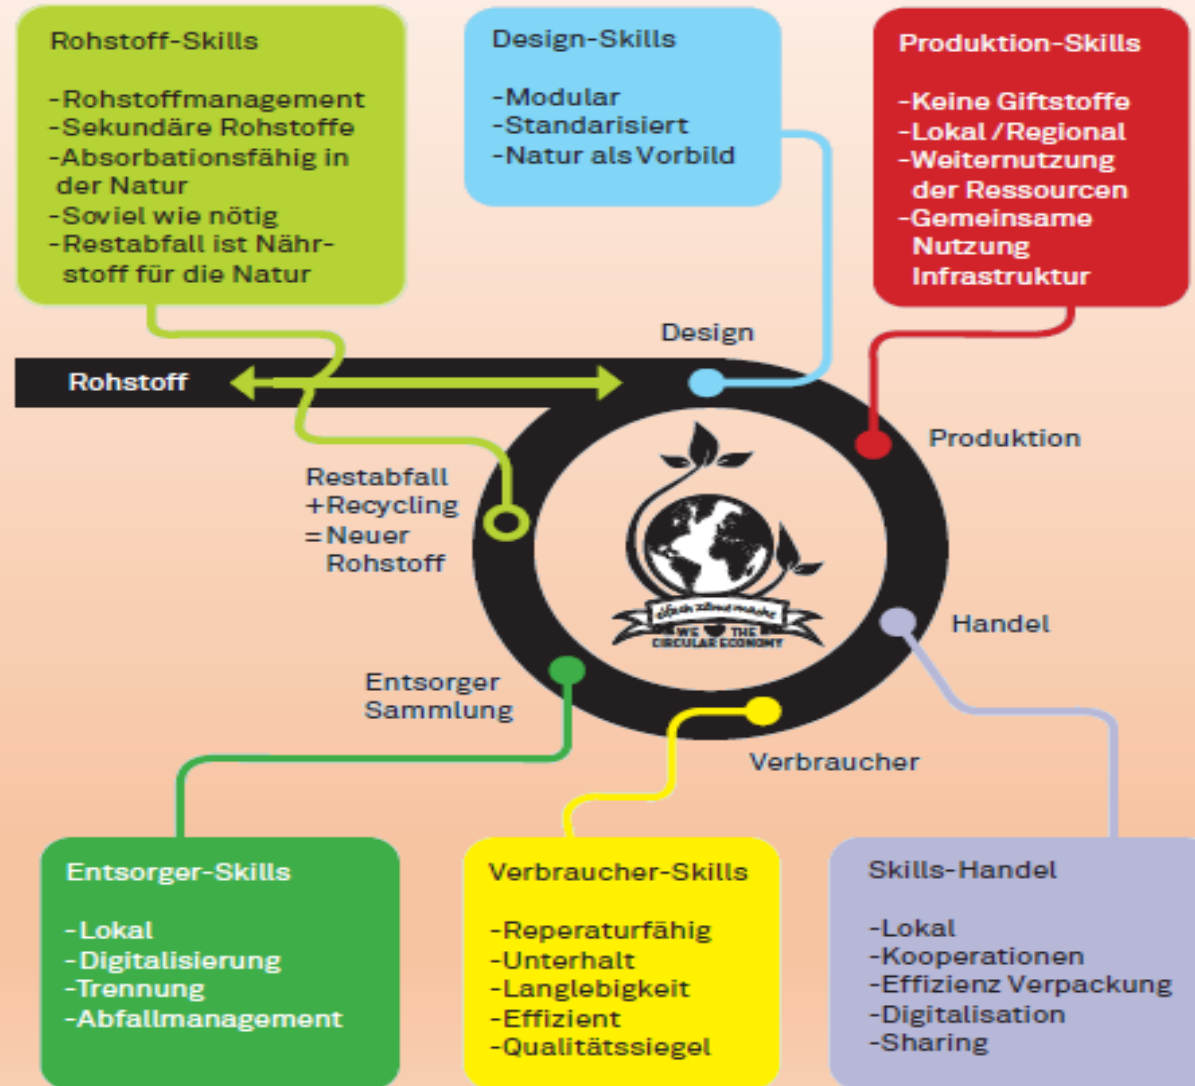 Rohstoff-Skills
-Rohstoffmanagement
-Sekundäre Rohstoffe
-Absorbationsfähig in
der Natur
-Soviel wie nötig
-Restabfall ist Nähr-
stoff für die Natur
Design-Skills
-Modular
-Standarisiert
-Natur als Vorbild
Produktion-Skills
-Keine Giftstoffe
-Lokal/Regional
-Weiternutzung
der Ressourcen
-Gemeinsame
Nutzung
Infrastruktur
Rohstoff
Design
Produktion
Restabfall
+Recycling
=Neuer
Rohstoff
WE THE
CIRCULAR ECONOMY
Handel
Entsorger
Sammlung
Verbraucher
Entsorger-Skills
-Lokal
-Digitalisierung
-Trennung
-Abfallmanagement
Verbraucher-Skills
-Reperaturfähig
-Unterhalt
-Langlebigkeit
-Effizient
-Qualitätssiegel
Skills-Handel
-Lokal
-Kooperationen
-Effizienz Verpackung
-Digitalisation
-Sharing